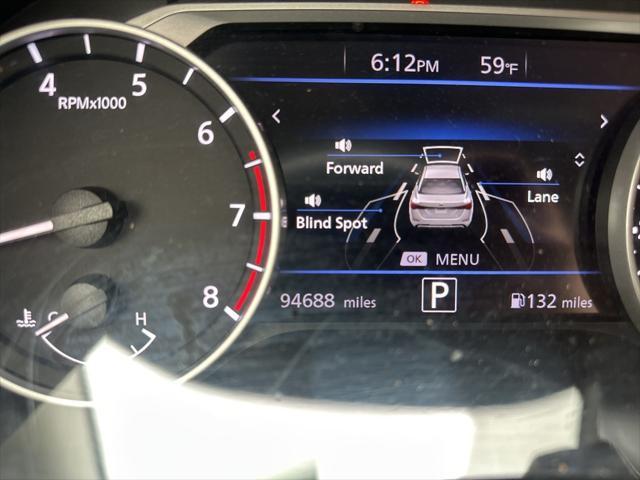 6:12PM 59°F
4 5
RPMx1000
6
Forward
Lane
7
Blind Spot
OK MENU
8
94688 miles P 132 miles
C H